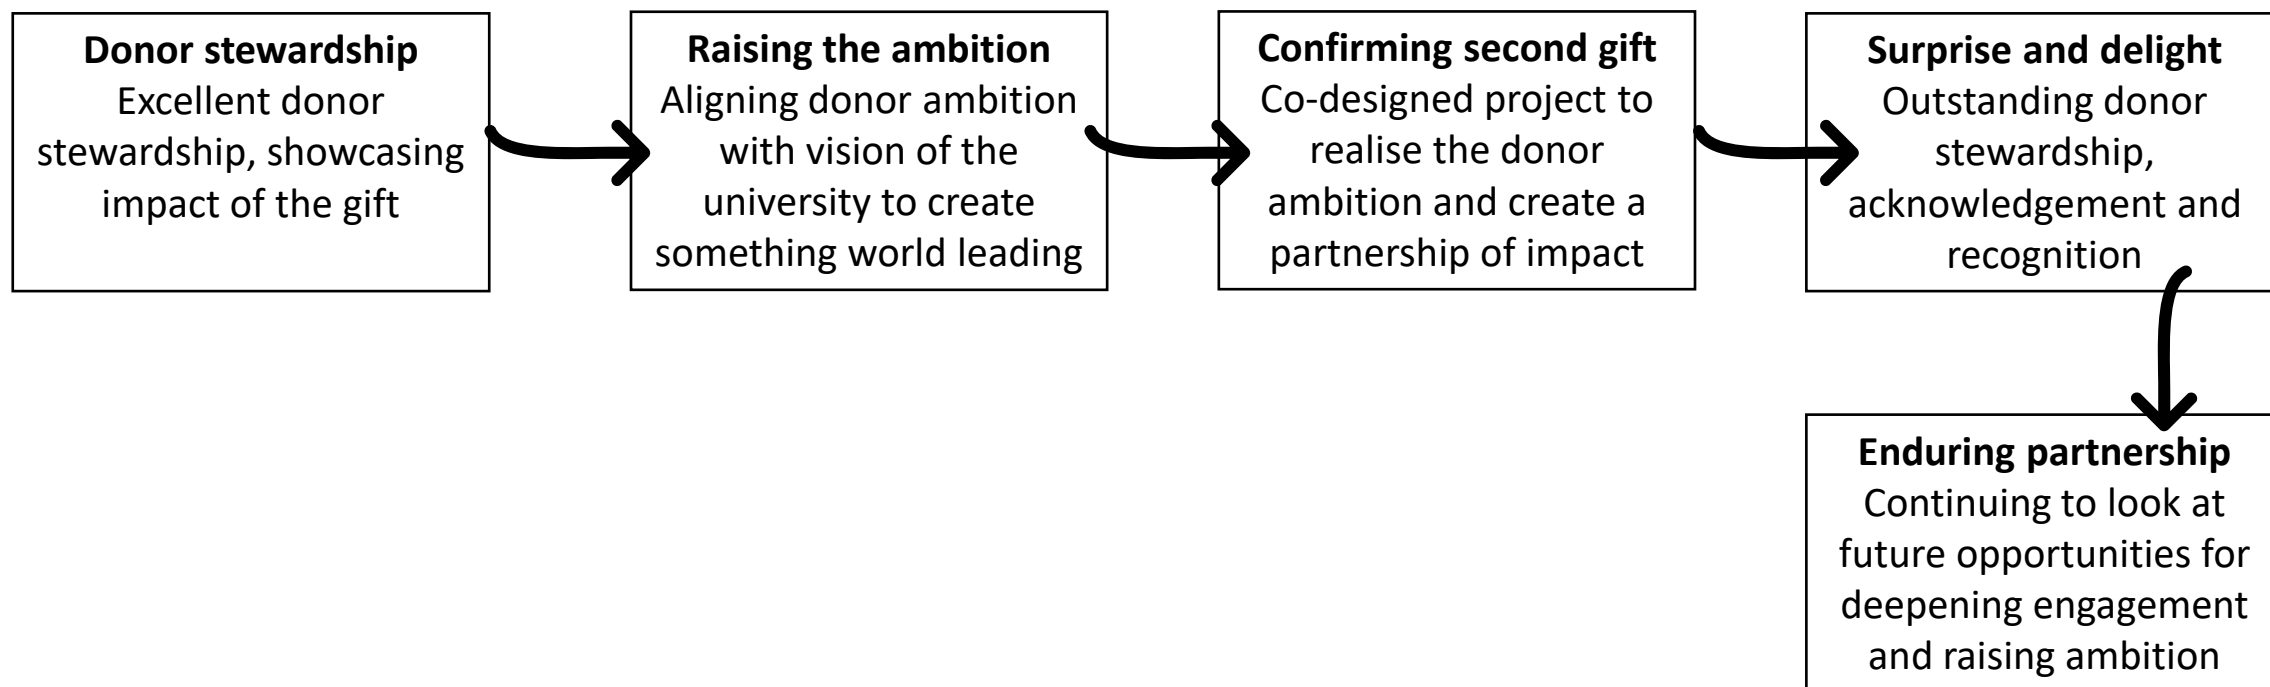 Donor stewardship
Excellent donor
stewardship, showcasing
impact of the gift
Raising the ambition
Aligning donor ambition
with vision of the
university to create
something world leading
Confirming second gift
Co-designed project to
realise the donor
ambition and create a
partnership of impact
Surprise and delight
Outstanding donor
stewardship,
acknowledgement and
recognition
Enduring partnership
Continuing to look at
future opportunities for
deepening engagement
and raising ambition